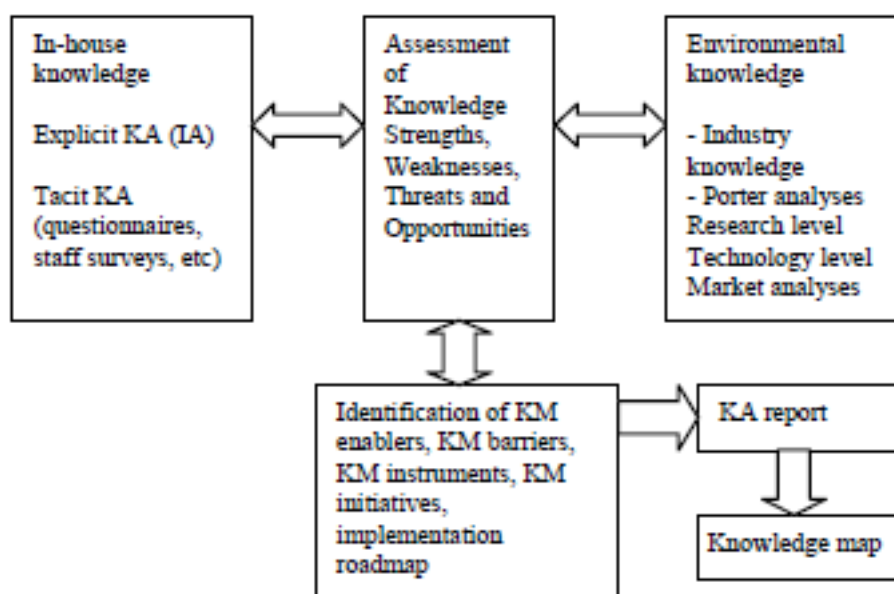 In-house
knowledge
Explicit KA (IA)
Tacit KA
(questionnaires,
staff surveys, etc)
Assessment
of
Knowledge
Strengths,
Weaknesses,
Threats and
Opportunities
Environmental
knowledge
- Industry
knowledge
- Porter analyses
Research level
Technology level
Market analyses
Identification of KM
enablers, KM barriers,
KM instruments, KM
initiatives,
implementation
roadmap
KA report
Knowledge map